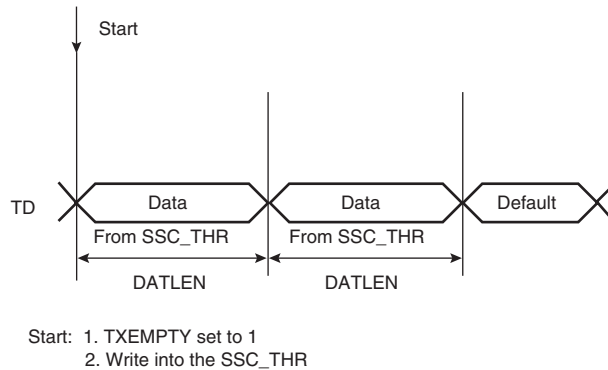 Start
TD
Data
Data
Default
From SSC_THR
From SSC_THR
DATLEN
DATLEN
Start: 1. TXEMPTY set to 1
2. Write into the SSC_THR